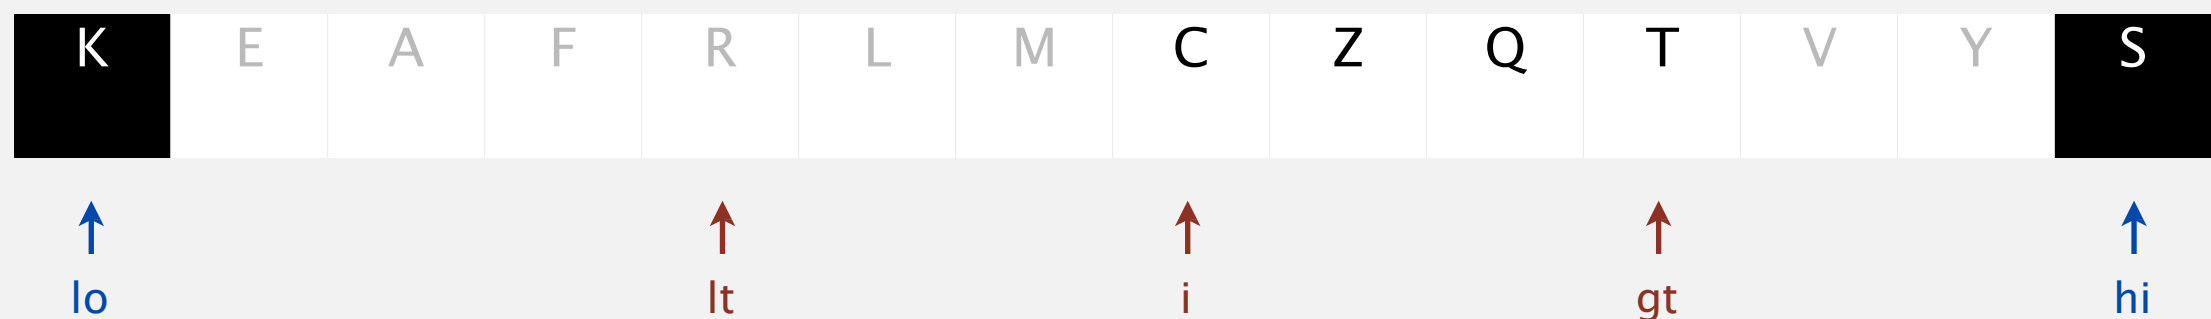 K E A F R L M C Z Q T V Y S
lo lt i gt hi